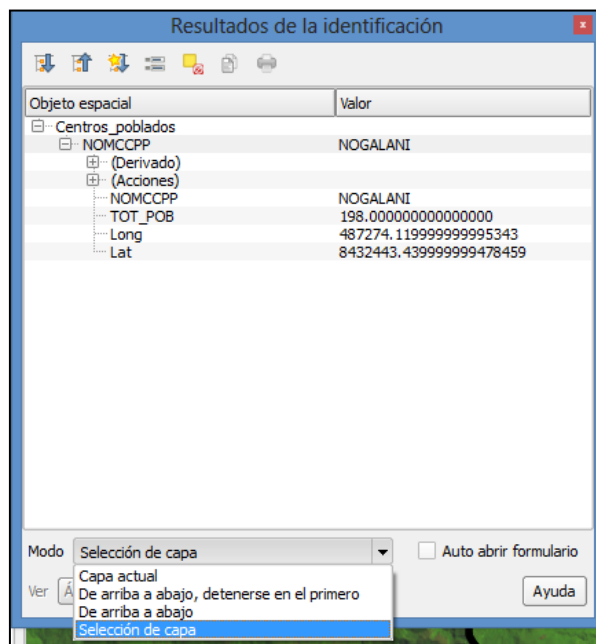 Resultados de la identificación
x
Objeto espacial Valor
Centros_poblados
NOMCCPP NOGALANI
(Derivado)
(Acciones)
NOMCCPP NOGALANI
TOT_POB 198.000000000000000
Long 487274.119999999995343
Lat 8432443.439999999478459
Modo Selección de capa Auto abrir formulario
Capa actual
Ver Á De arriba a abajo, detenerse en el primero Ayuda
De arriba a abajo
Selección de capa